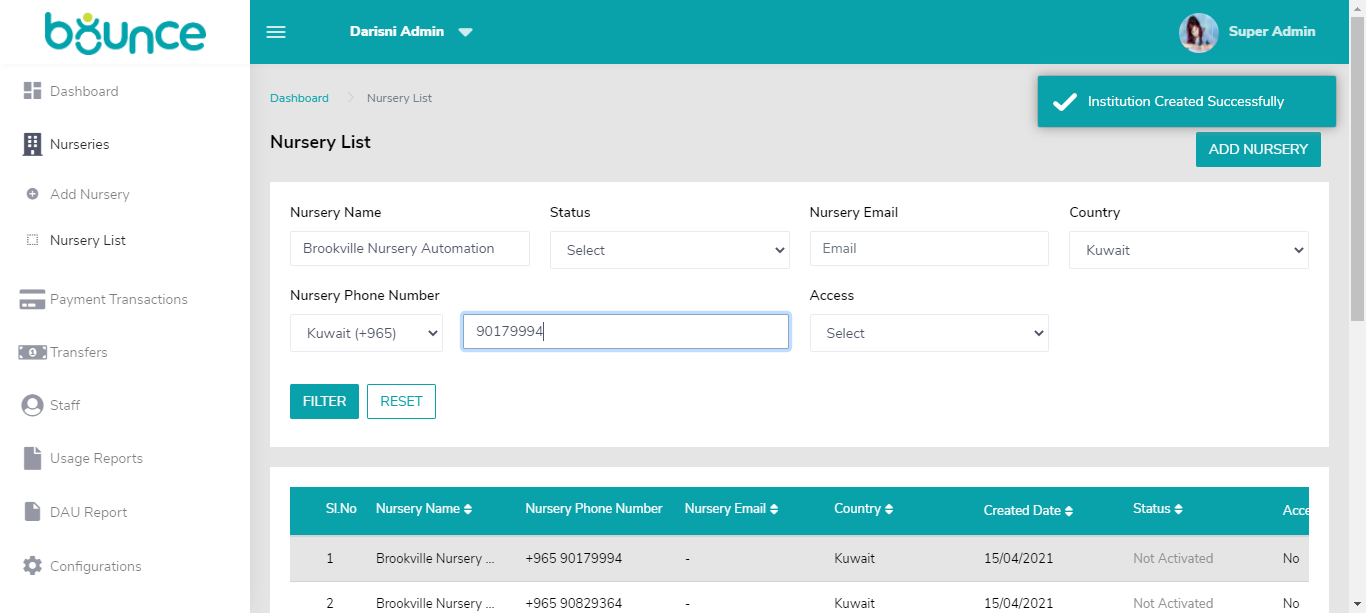 bounce
Darisni Admin
Super Admin
Dashboard
Nurseries
Add Nursery
Nursery List
Payment Transactions
Transfers
Staff
Usage Reports
DAU Report
Configurations
Dashboard Nursery List
Institution Created Successfully
Nursery List
ADD NURSERY
Nursery Name Status Nursery Email Country
Brookville Nursery Automation Select Email Kuwait
Nursery Phone Number Access
Kuwait (+965) 90179994 Select
FILTER RESET
Sl.No Nursery Name Nursery Phone Number Nursery Email Country Created Date Status Acce
1 Brookville Nursery ... +965 90179994 - Kuwait 15/04/2021 Not Activated No
2 Brookville Nursery ... +965 90829364 - Kuwait 15/04/2021 Not Activated No